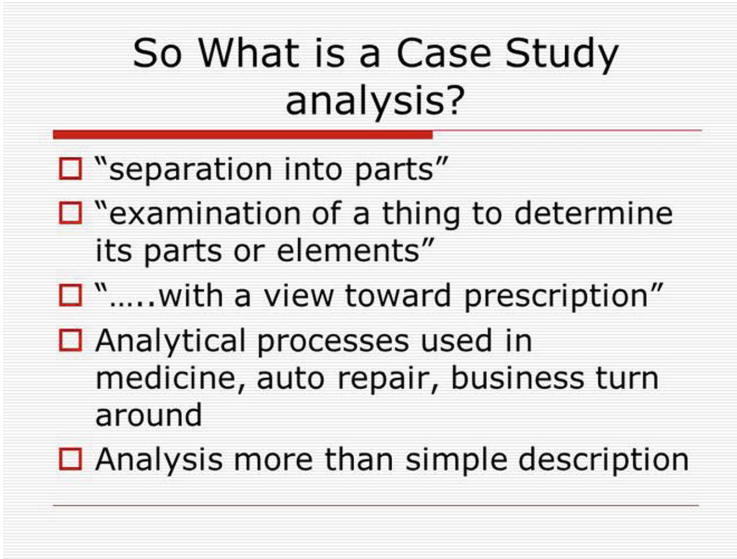 So What is a Case Study
analysis?
“separation into parts”
“examination of a thing to determine
its parts or elements”
“…..with a view toward prescription”
Analytical processes used in
medicine, auto repair, business turn
around
Analysis more than simple description